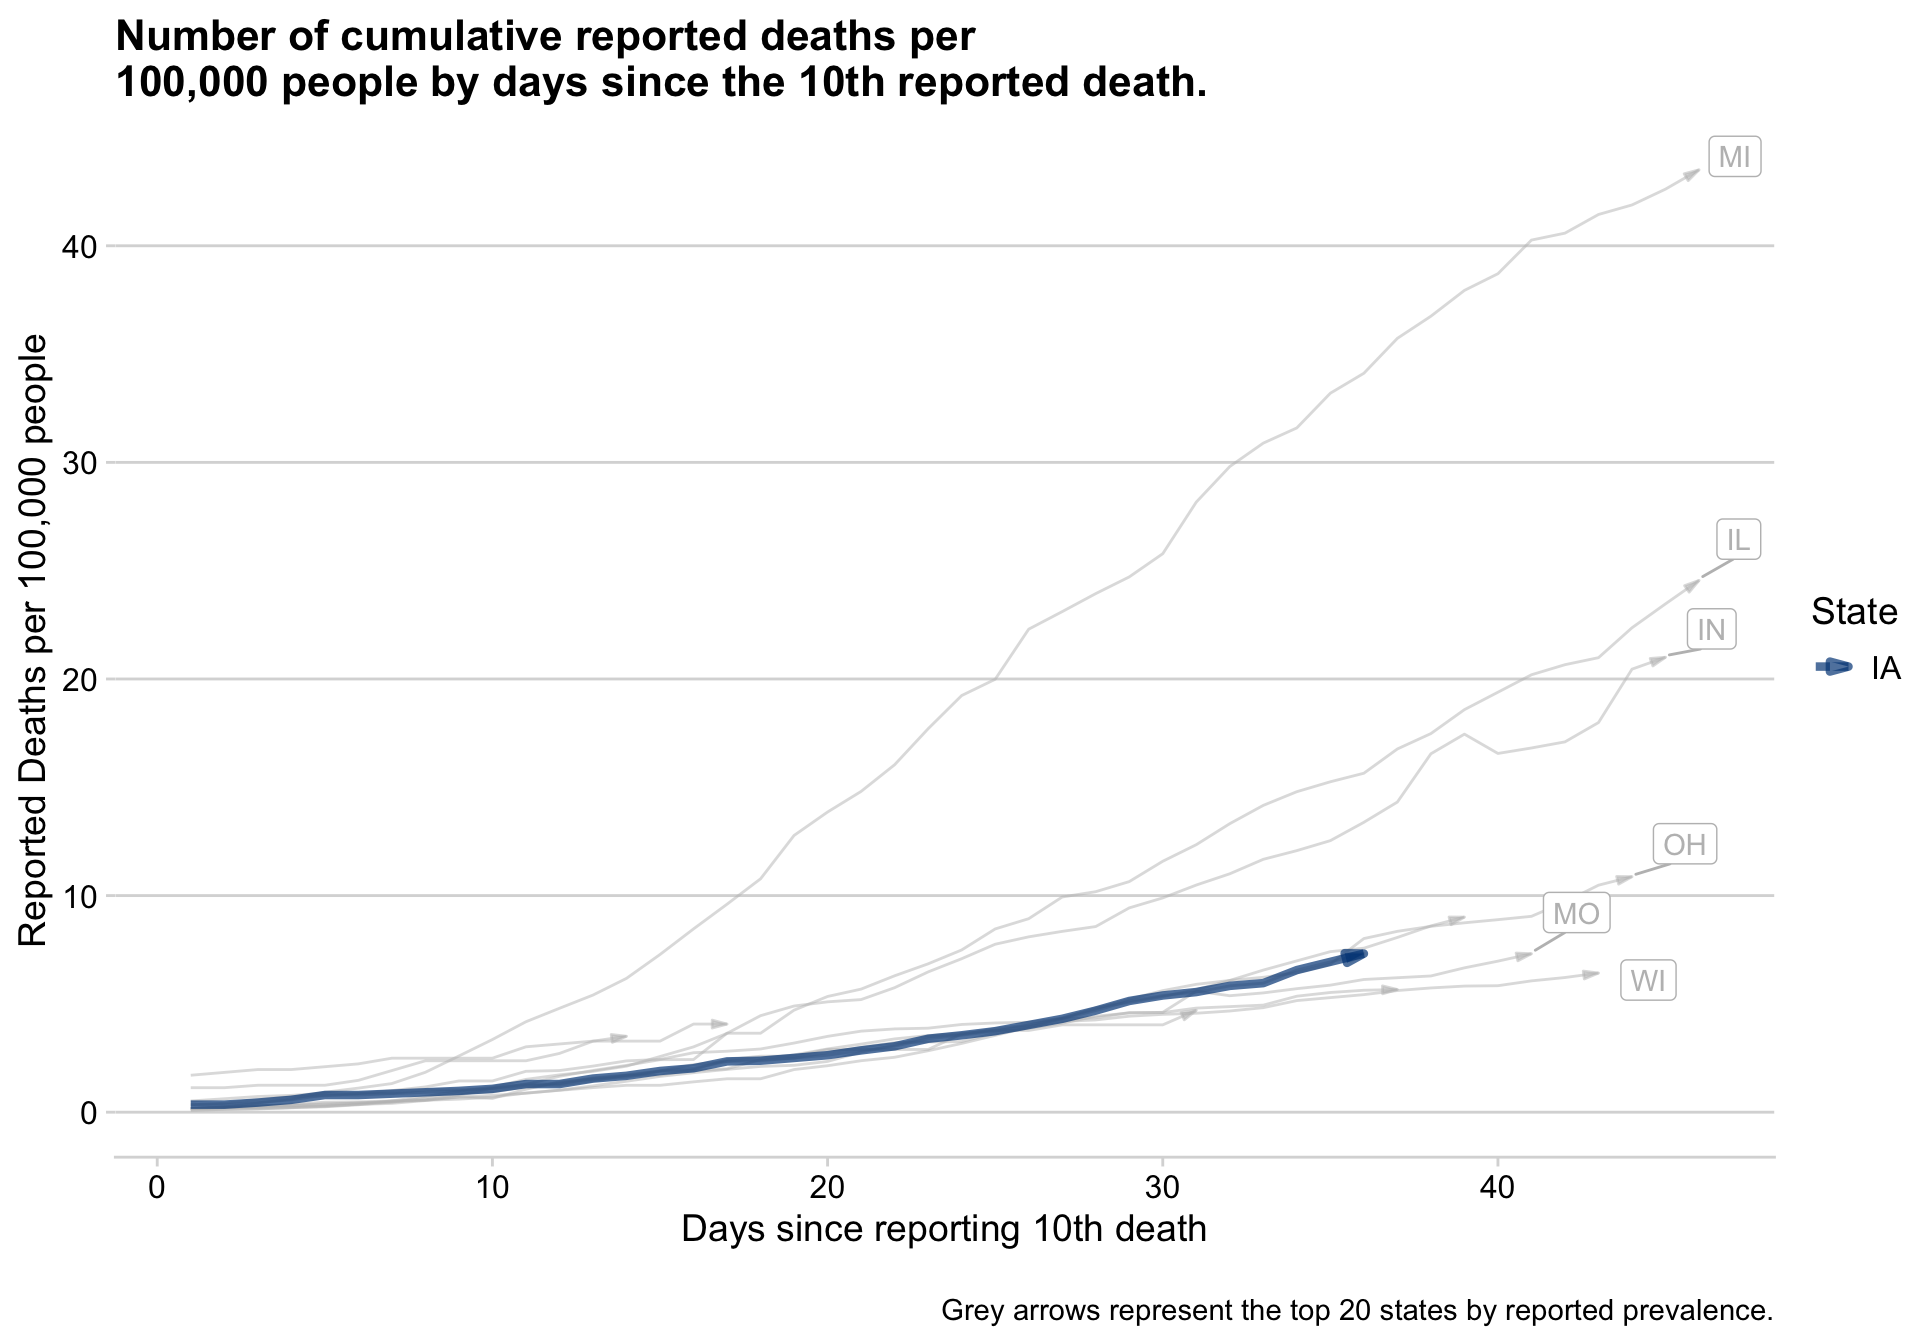 Number of cumulative reported deaths per
100,000 people by days since the 10th reported death.
Reported Deaths per 100,000 people
40
30
20
10
0
MI
IL
IN
OH
MO
WI
State
IA
0 10 20 30 40
Days since reporting 10th death
Grey arrows represent the top 20 states by reported prevalence.